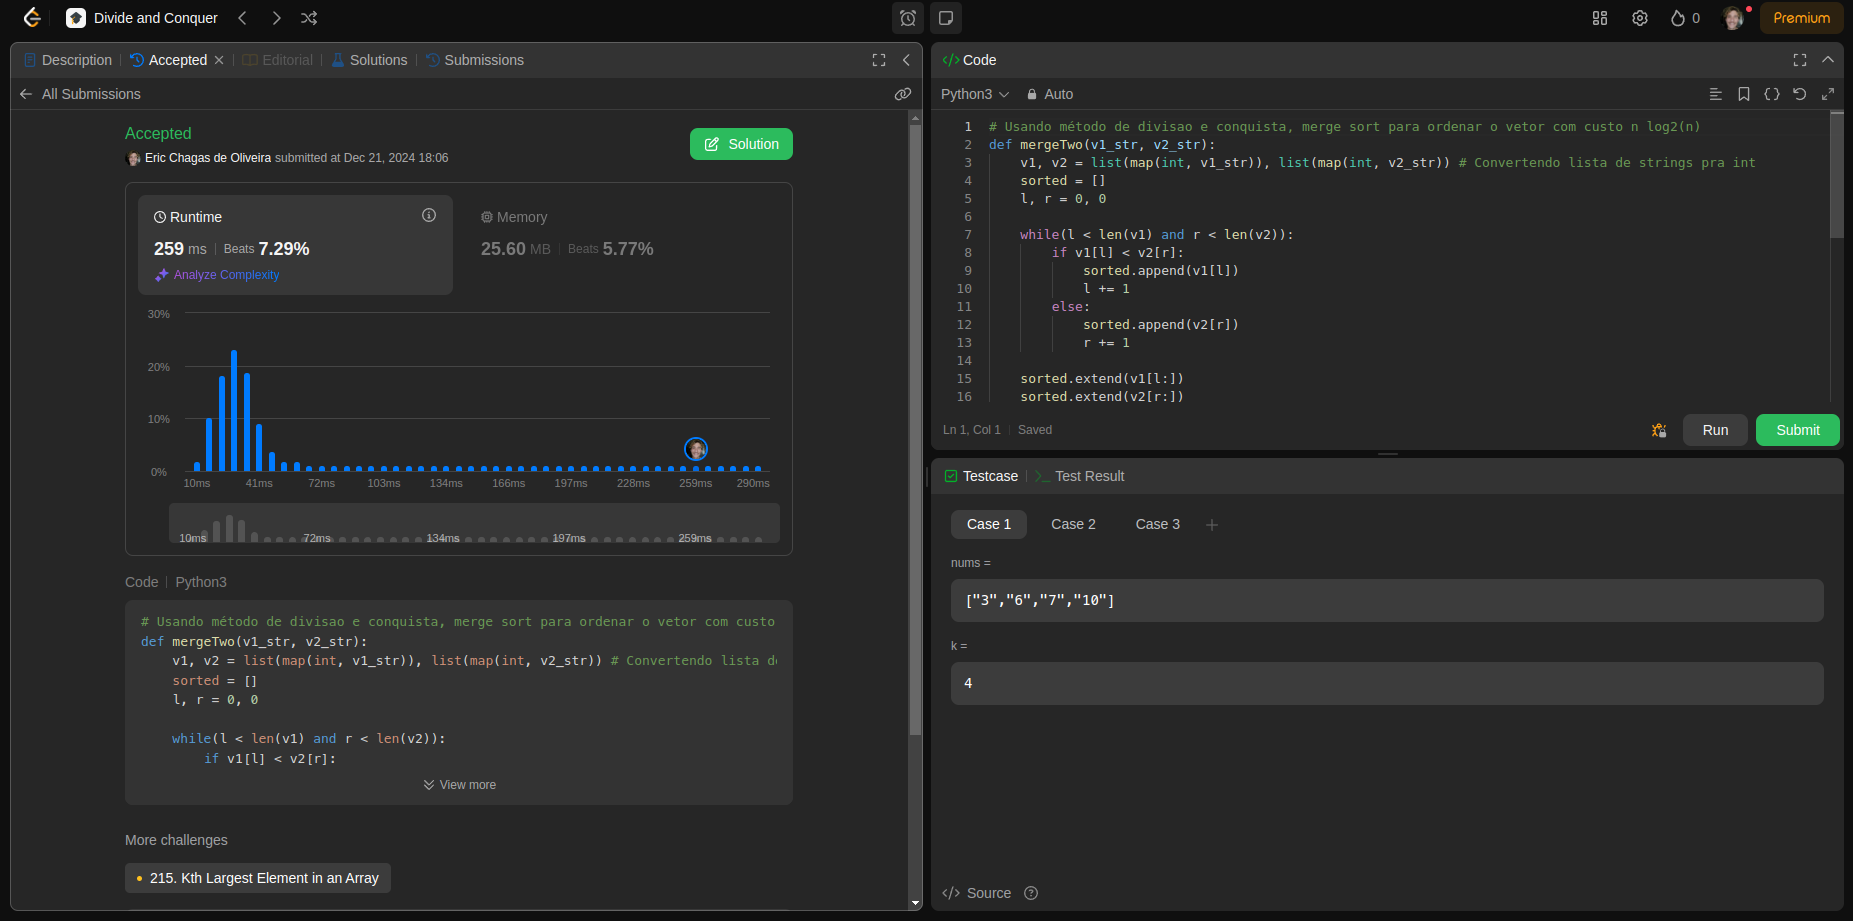 Divide and Conquer
0
Premium
Description | Accepted | Editorial | Solutions | Submissions
All Submissions
Accepted
Eric Chagas de Oliveira submitted at Dec 21, 2024 18:06
Solution
Runtime
259 ms | Beats 7.29%
Analyze Complexity
Memory
25.60 MB | Beats 5.77%
30%
20%
10%
0%
10ms 41ms 72ms 103ms 134ms 166ms 197ms 228ms 259ms 290ms
10ms 72ms 134ms 197ms 259ms
Code | Python3
# Usando método de divisao e conquista, merge sort para ordenar o vetor com custo
def mergeTwo(v1_str, v2_str):
    v1, v2 = list(map(int, v1_str)), list(map(int, v2_str)) # Convertendo lista de
    sorted = []
    l, r = 0, 0
    while(l < len(v1) and r < len(v2)):
        if v1[l] < v2[r]:
View more
More challenges
215. Kth Largest Element in an Array
</>Code
Python3 Auto
1 # Usando método de divisao e conquista, merge sort para ordenar o vetor com custo n log2(n)
2 def mergeTwo(v1_str, v2_str):
3     v1, v2 = list(map(int, v1_str)), list(map(int, v2_str)) # Convertendo lista de strings pra int
4     sorted = []
5     l, r = 0, 0
6
7     while(l < len(v1) and r < len(v2)):
8         if v1[l] < v2[r]:
9             sorted.append(v1[l])
10             l += 1
11         else:
12             sorted.append(v2[r])
13             r += 1
14
15     sorted.extend(v1[l:])
16     sorted.extend(v2[r:])
Ln 1, Col 1 | Saved
Run
Submit
Testcase | >_ Test Result
Case 1 Case 2 Case 3 +
nums =
["3","6","7","10"]
k =
4
</> Source